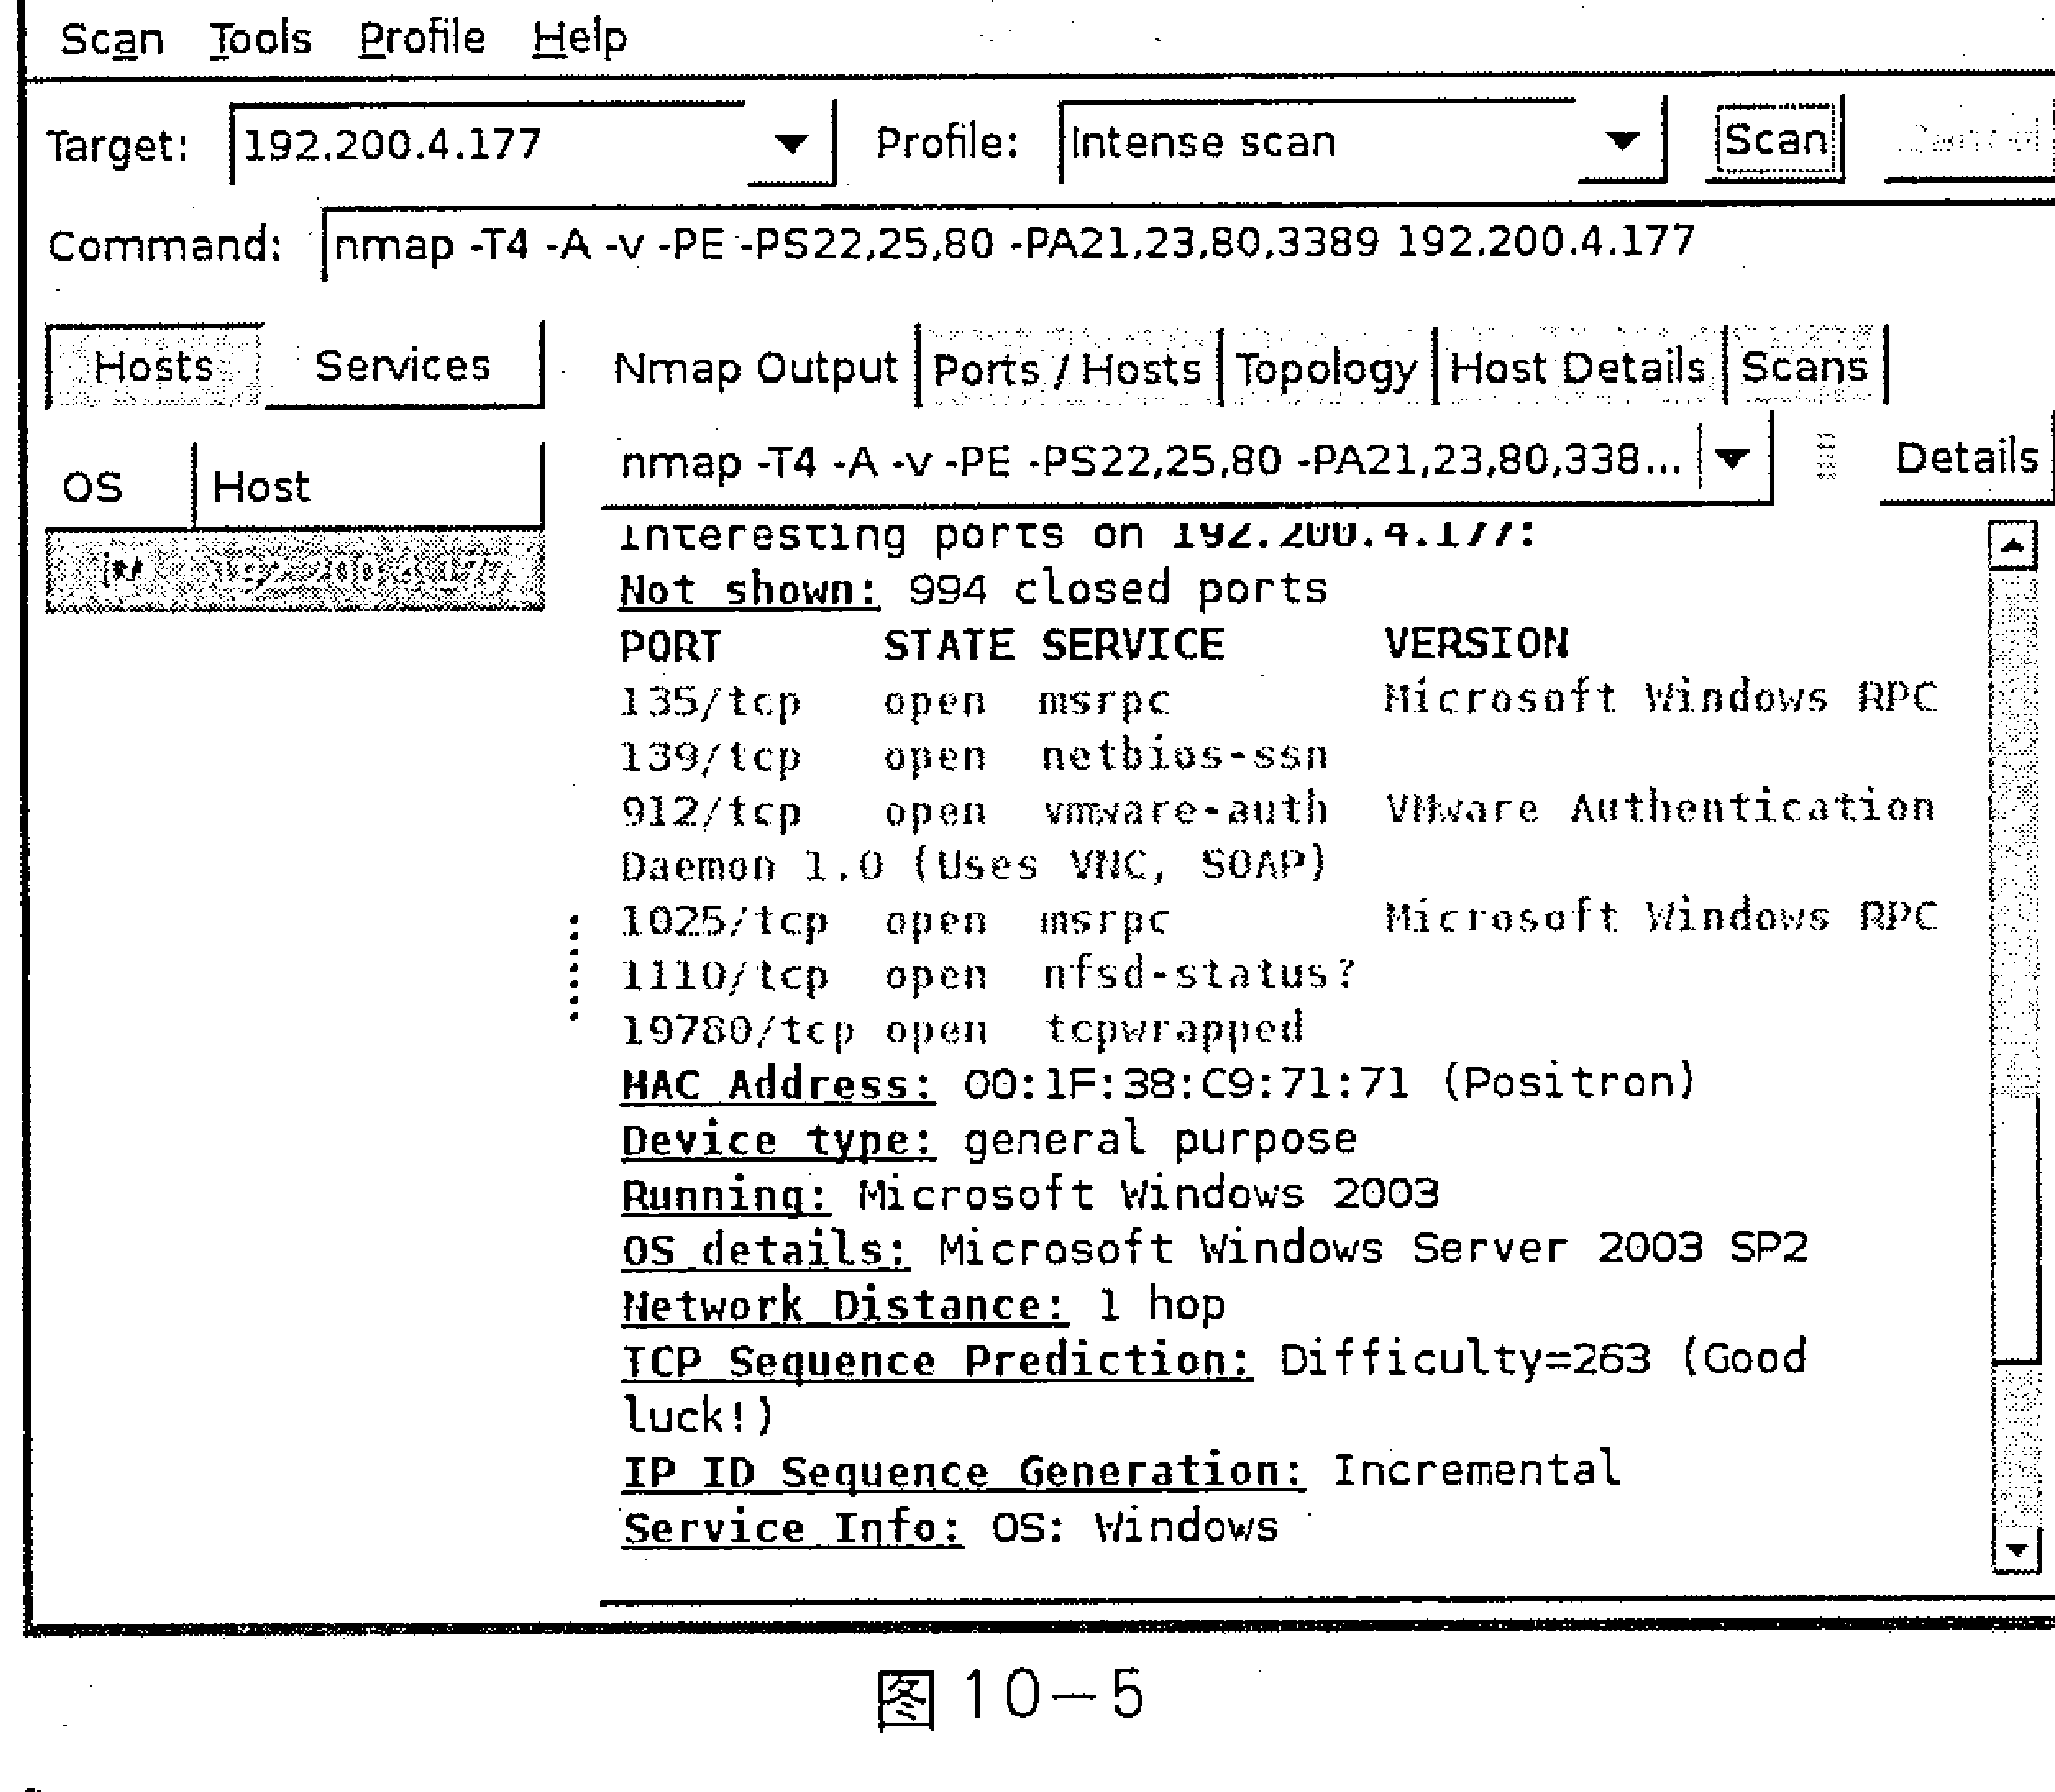 Scan Tools Profile Help
Target: 192.200.4.177 Profile: Intense scan Scan Cancel
Command: nmap -T4 -A -v -PE -PS22,25,80 -PA21,23,80,3389 192.200.4.177
Hosts Services Nmap Output Ports / Hosts Topology Host Details Scans
nmap -T4 -A -v -PE -PS22,25,80 -PA21,23,80,338... Details
OS Host
192.200.4.177
Interesting ports on 192.200.4.177:
Not shown: 994 closed ports
PORT STATE SERVICE VERSION
135/tcp open msrpc Microsoft Windows RPC
139/tcp open netbios-ssn
912/tcp open vmware-auth VMware Authentication
Daemon 1.0 (Uses VNC, SOAP)
1025/tcp open msrpc Microsoft Windows RPC
1110/tcp open nfsd-status?
19780/tcp open tcpwrapped
MAC Address: 00:1F:38:C9:71:71 (Positron)
Device type: general purpose
Running: Microsoft Windows 2003
OS details: Microsoft Windows Server 2003 SP2
Network Distance: 1 hop
TCP Sequence Prediction: Difficulty=263 (Good
luck!)
IP ID Sequence Generation: Incremental
Service Info: OS: Windows
图 10-5